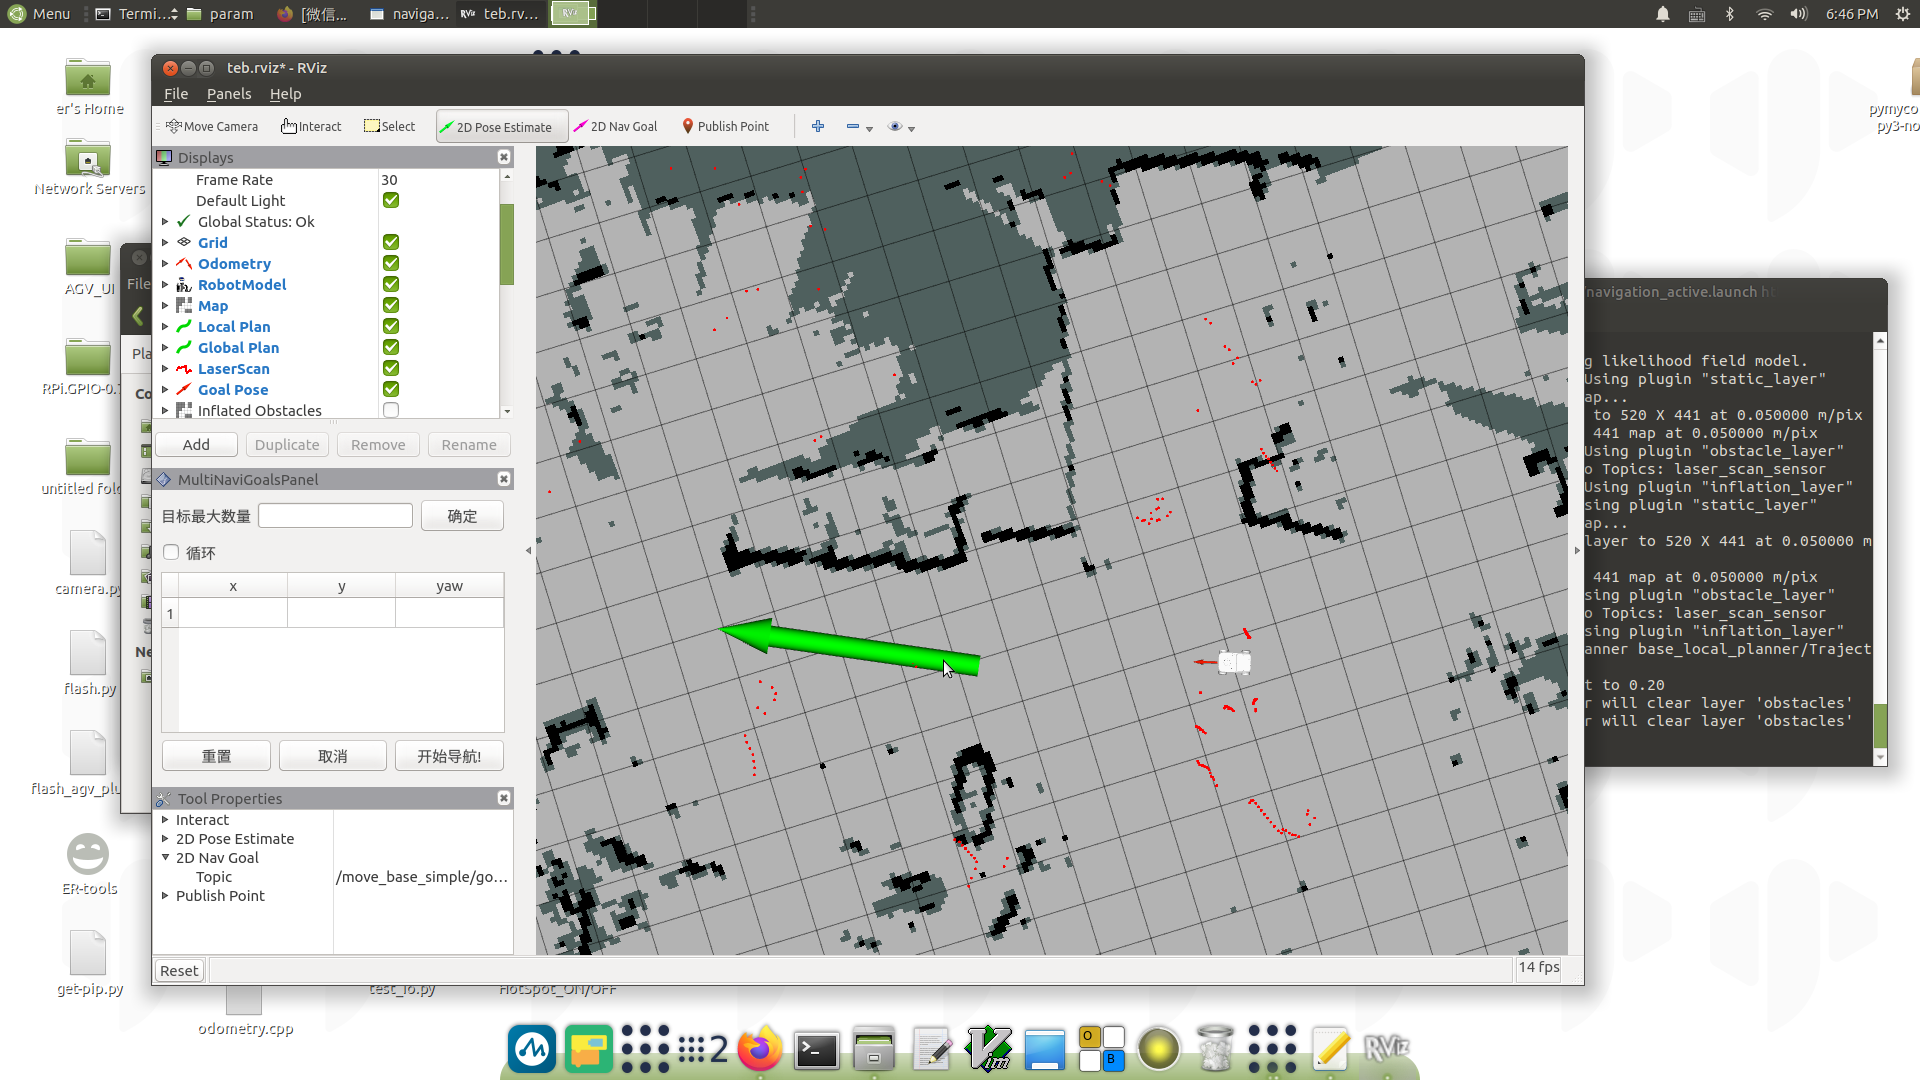 Menu
Termi...
param
[微信...
naviga...
teb.rv...
6:46 PM
er's Home
Network Servers
AGV_UI
RPi.GPIO-0.
untitled fol
camera.py
flash.py
flash_agv_plu
ER-tools
get-pip.py
odometry.cpp
test_io.py
HotSpot_ON/OFF
pymyco
py3-no
teb.rviz* - RViz
File Panels Help
Move Camera
Interact
Select
2D Pose Estimate
2D Nav Goal
Publish Point
Displays
Frame Rate 30
Default Light
Global Status: Ok
Grid
Odometry
RobotModel
Map
Local Plan
Global Plan
LaserScan
Goal Pose
Inflated Obstacles
Add Duplicate Remove Rename
MultiNaviGoalsPanel
目标最大数量 确定
循环
x y yaw
1
重置 取消 开始导航!
Tool Properties
Interact
2D Pose Estimate
2D Nav Goal
Topic /move_base_simple/go...
Publish Point
Reset
14 fps
File
Pla
Co
Ne
/navigation_active.launch ht
g likelihood field model.
Using plugin "static_layer"
ap...
to 520 X 441 at 0.050000 m/pix
441 map at 0.050000 m/pix
Using plugin "obstacle_layer"
o Topics: laser_scan_sensor
Using plugin "inflation_layer"
sing plugin "static_layer"
ap...
layer to 520 X 441 at 0.050000 m
441 map at 0.050000 m/pix
sing plugin "obstacle_layer"
o Topics: laser_scan_sensor
sing plugin "inflation_layer"
anner base_local_planner/Traject
t to 0.20
r will clear layer 'obstacles'
r will clear layer 'obstacles'
2
Vim
O
B
RViz